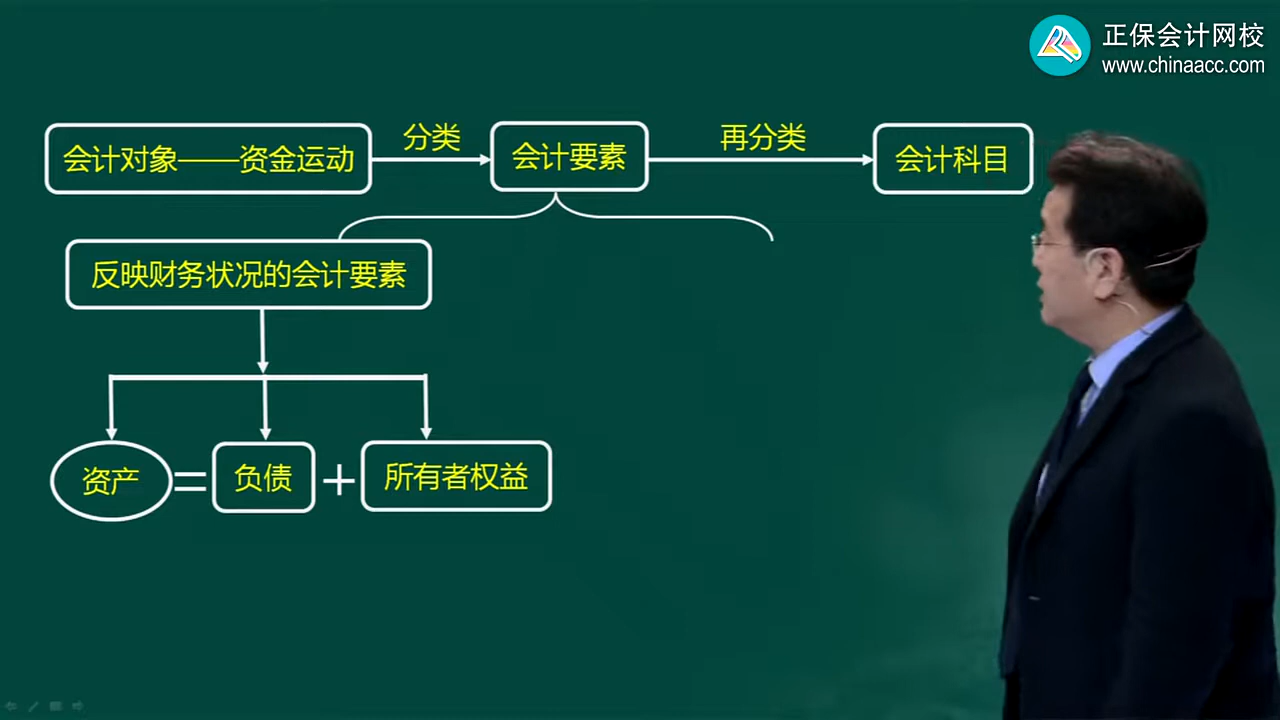 正保会计网校
www.chinaacc.com
会计对象——资金运动
分类
会计要素
再分类
会计科目
反映财务状况的会计要素
资产
=
负债
+
所有者权益